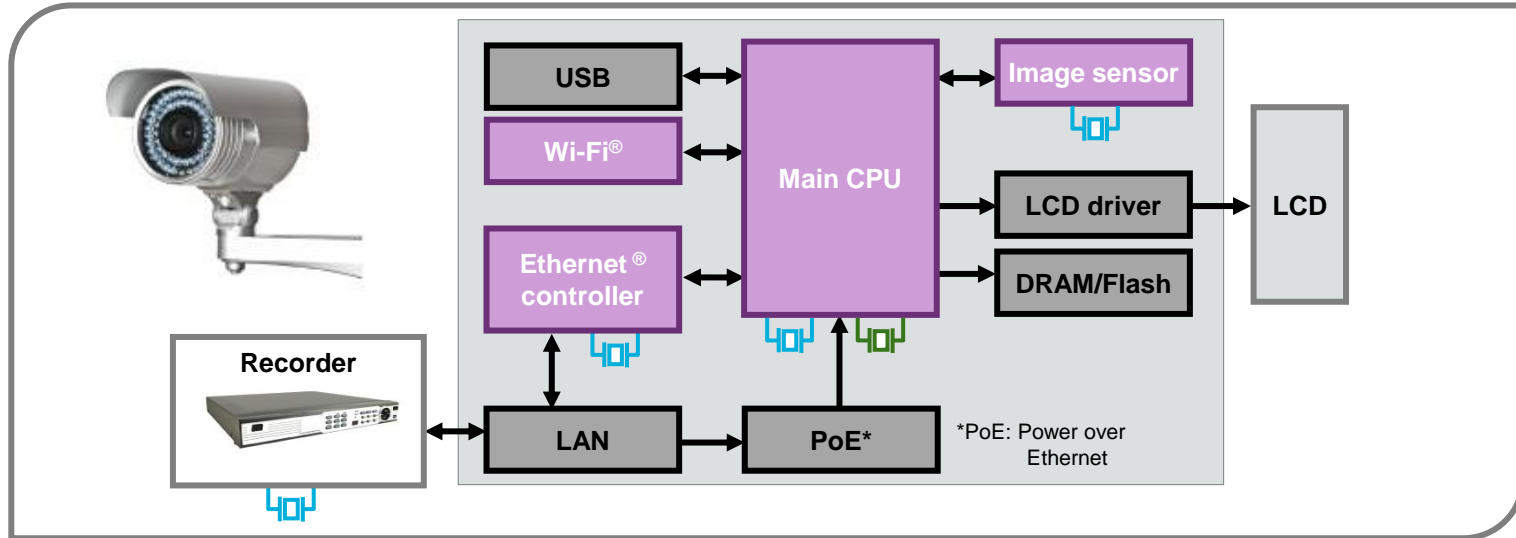 USB
Image sensor
Wi-Fi®
Main CPU
LCD driver
LCD
Ethernet ®
controller
DRAM/Flash
Recorder
LAN
PoE*
*PoE: Power over
Ethernet